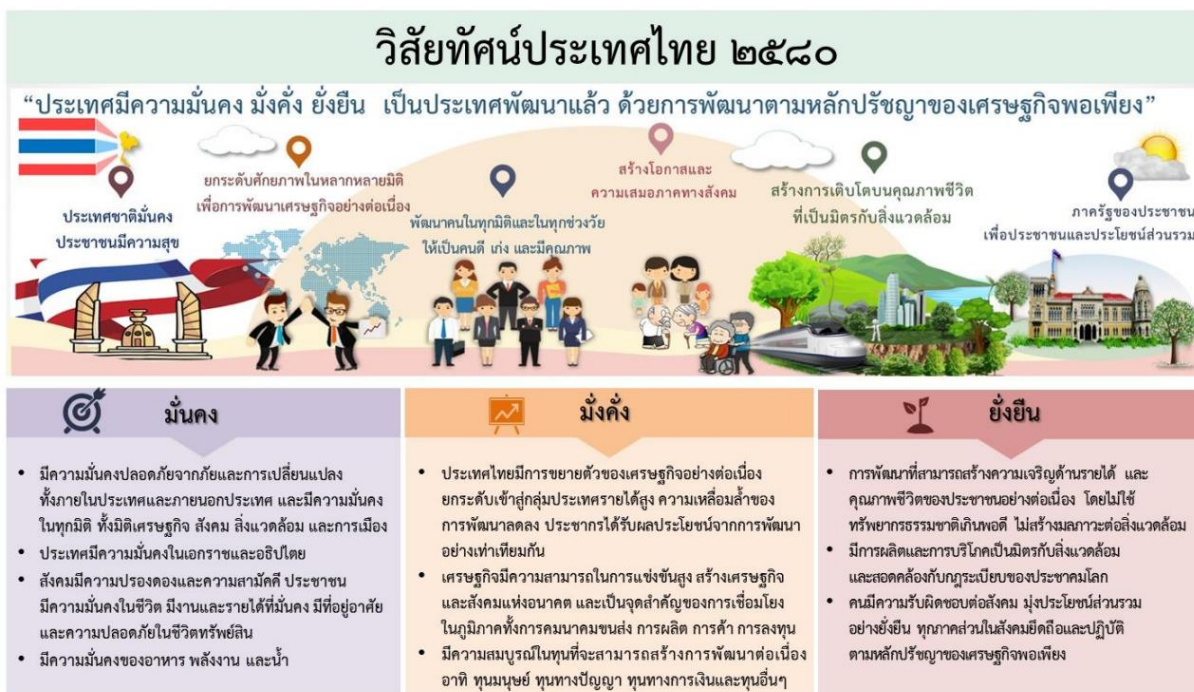 วิสัยทัศน์ประเทศไทย ๒๕๘๐
“ประเทศมีความมั่นคง มั่งคั่ง ยั่งยืน เป็นประเทศพัฒนาแล้ว ด้วยการพัฒนาตามหลักปรัชญาของเศรษฐกิจพอเพียง”
ประเทศชาติมั่นคง
ประชาชนมีความสุข
ยกระดับศักยภาพในหลากหลายมิติ
เพื่อการพัฒนาเศรษฐกิจอย่างต่อเนื่อง
พัฒนาคนในทุกมิติและในทุกช่วงวัย
ให้เป็นคนดี เก่ง และมีคุณภาพ
สร้างโอกาสและ
ความเสมอภาคทางสังคม
สร้างการเติบโตบนคุณภาพชีวิต
ที่เป็นมิตรกับสิ่งแวดล้อม
ภาครัฐของประชาชน
เพื่อประชาชนและประโยชน์ส่วนรวม
มั่นคง
• มีความมั่นคงปลอดภัยจากภัยและการเปลี่ยนแปลง
ทั้งภายในประเทศและภายนอกประเทศ และมีความมั่นคง
ในทุกมิติ ทั้งมิติเศรษฐกิจ สังคม สิ่งแวดล้อม และการเมือง
• ประเทศมีความมั่นคงในเอกราชและอธิปไตย
• สังคมมีความปรองดองและความสามัคคี ประชาชน
มีความมั่นคงในชีวิต มีงานและรายได้ที่มั่นคง มีที่อยู่อาศัย
และความปลอดภัยในชีวิตทรัพย์สิน
• มีความมั่นคงของอาหาร พลังงาน และน้ำ
มั่งคั่ง
• ประเทศไทยมีการขยายตัวของเศรษฐกิจอย่างต่อเนื่อง
ยกระดับเข้าสู่กลุ่มประเทศรายได้สูง ความเหลื่อมล้ำของ
การพัฒนาลดลง ประชากรได้รับผลประโยชน์จากการพัฒนา
อย่างเท่าเทียมกัน
• เศรษฐกิจมีความสามารถในการแข่งขันสูง สร้างเศรษฐกิจ
และสังคมแห่งอนาคต และเป็นจุดสำคัญของการเชื่อมโยง
ในภูมิภาคทั้งการคมนาคมขนส่ง การผลิต การค้า การลงทุน
• มีความสมบูรณ์ในทุนที่จะสามารถสร้างการพัฒนาต่อเนื่อง
อาทิ ทุนมนุษย์ ทุนทางปัญญา ทุนทางการเงินและทุนอื่นๆ
ยั่งยืน
• การพัฒนาที่สามารถสร้างความเจริญด้านรายได้ และ
คุณภาพชีวิตของประชาชนอย่างต่อเนื่อง โดยไม่ใช้
ทรัพยากรธรรมชาติเกินพอดี ไม่สร้างมลภาวะต่อสิ่งแวดล้อม
• มีการผลิตและการบริโภคเป็นมิตรกับสิ่งแวดล้อม
และสอดคล้องกับกฎระเบียบของประชาคมโลก
• คนมีความรับผิดชอบต่อสังคม มุ่งประโยชน์ส่วนรวม
อย่างยั่งยืน ทุกภาคส่วนในสังคมยึดถือและปฏิบัติ
ตามหลักปรัชญาของเศรษฐกิจพอเพียง